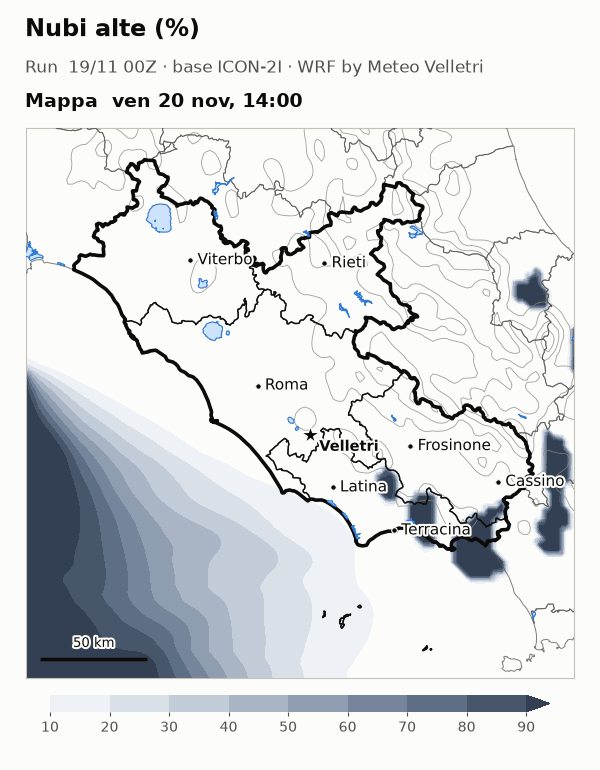 Nubi alte (%)
Run 19/11 00Z · base ICON-2I · WRF by Meteo Velletri
Mappa ven 20 nov, 14:00
Viterbo
Rieti
Roma
Velletri
Frosinone
Latina
Cassino
Terracina
50 km
10 20 30 40 50 60 70 80 90